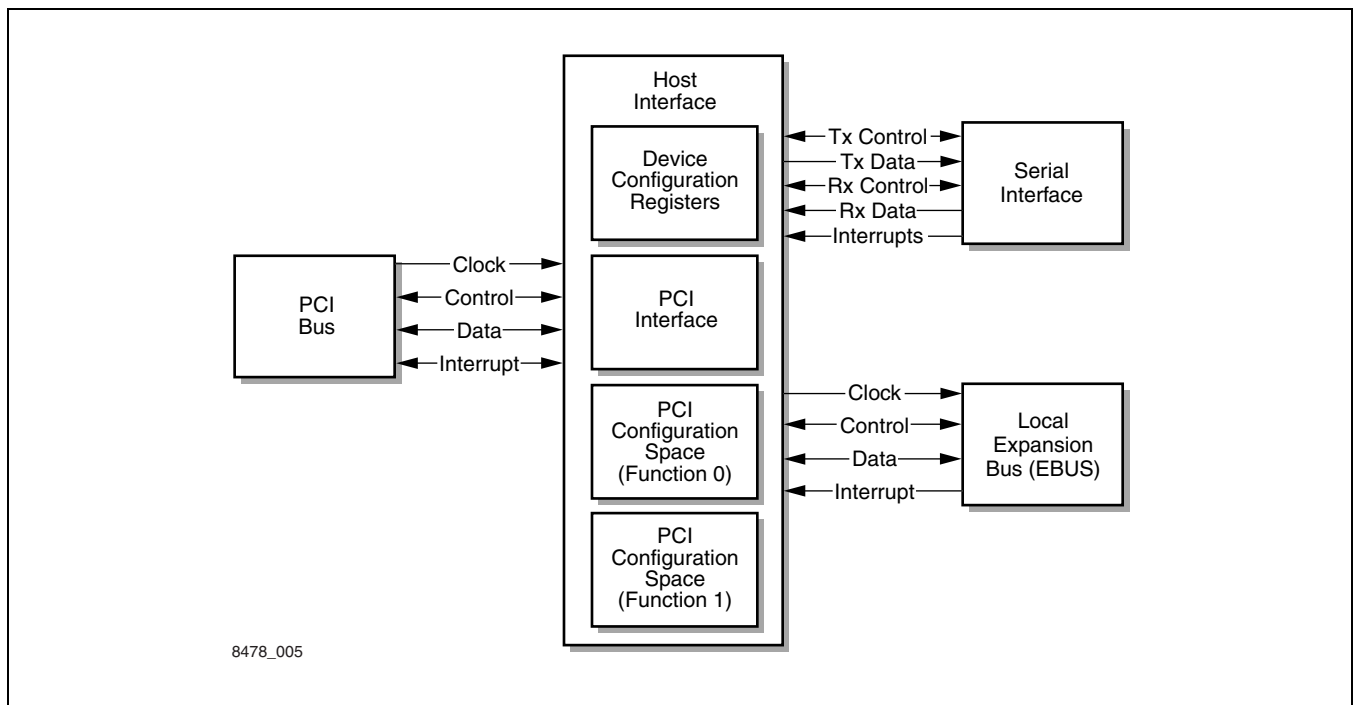 Host
Interface
Device
Configuration
Registers
Tx Control
Tx Data
Rx Control
Rx Data
Interrupts
Serial
Interface
PCI
Bus
Clock
Control
Data
Interrupt
PCI
Interface
PCI
Configuration
Space
(Function 0)
Clock
Control
Data
Interrupt
Local
Expansion
Bus (EBUS)
PCI
Configuration
Space
(Function 1)
8478_005